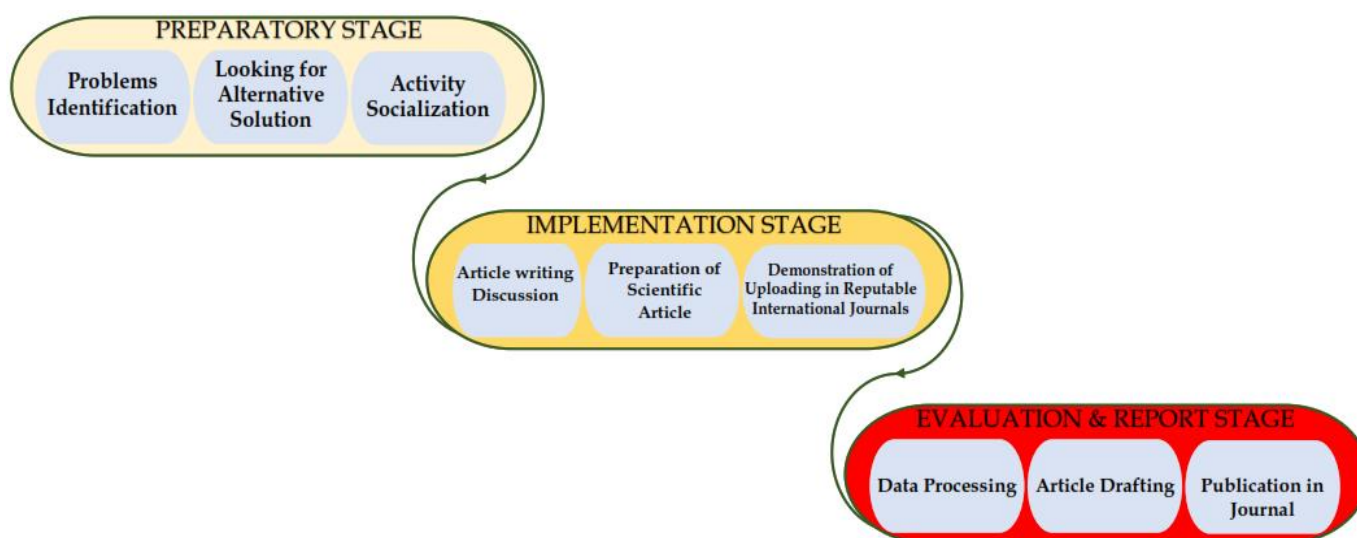 PREPARATORY STAGE
Problems
Identification
Looking for
Alternative
Solution
Activity
Socialization
IMPLEMENTATION STAGE
Article writing
Discussion
Preparation of
Scientific
Article
Demonstration of
Uploading in Reputable
International Journals
EVALUATION & REPORT STAGE
Data Processing
Article Drafting
Publication in
Journal